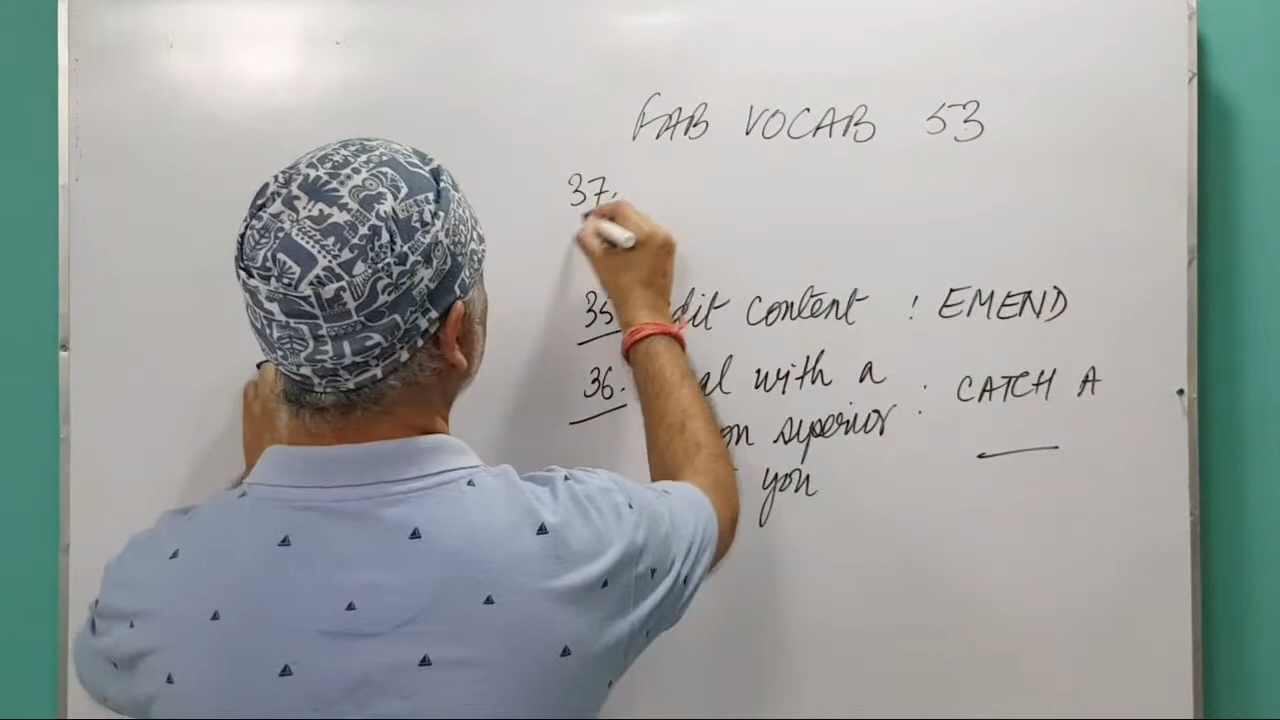 FAB VOCAB 53
37.
35 dit content : EMEND
36. al with a : CATCH A
on superior
you